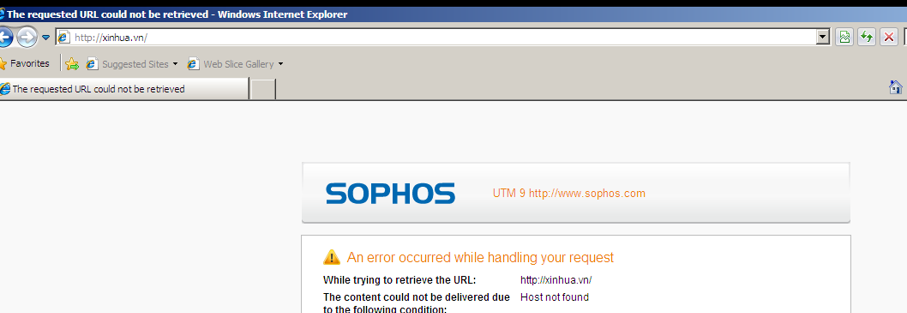 The requested URL could not be retrieved - Windows Internet Explorer
http://xinhua.vn/
Favorites Suggested Sites Web Slice Gallery
The requested URL could not be retrieved
SOPHOS UTM 9 http://www.sophos.com
An error occurred while handling your request
While trying to retrieve the URL: http://xinhua.vn/
The content could not be delivered due Host not found
to the following condition: